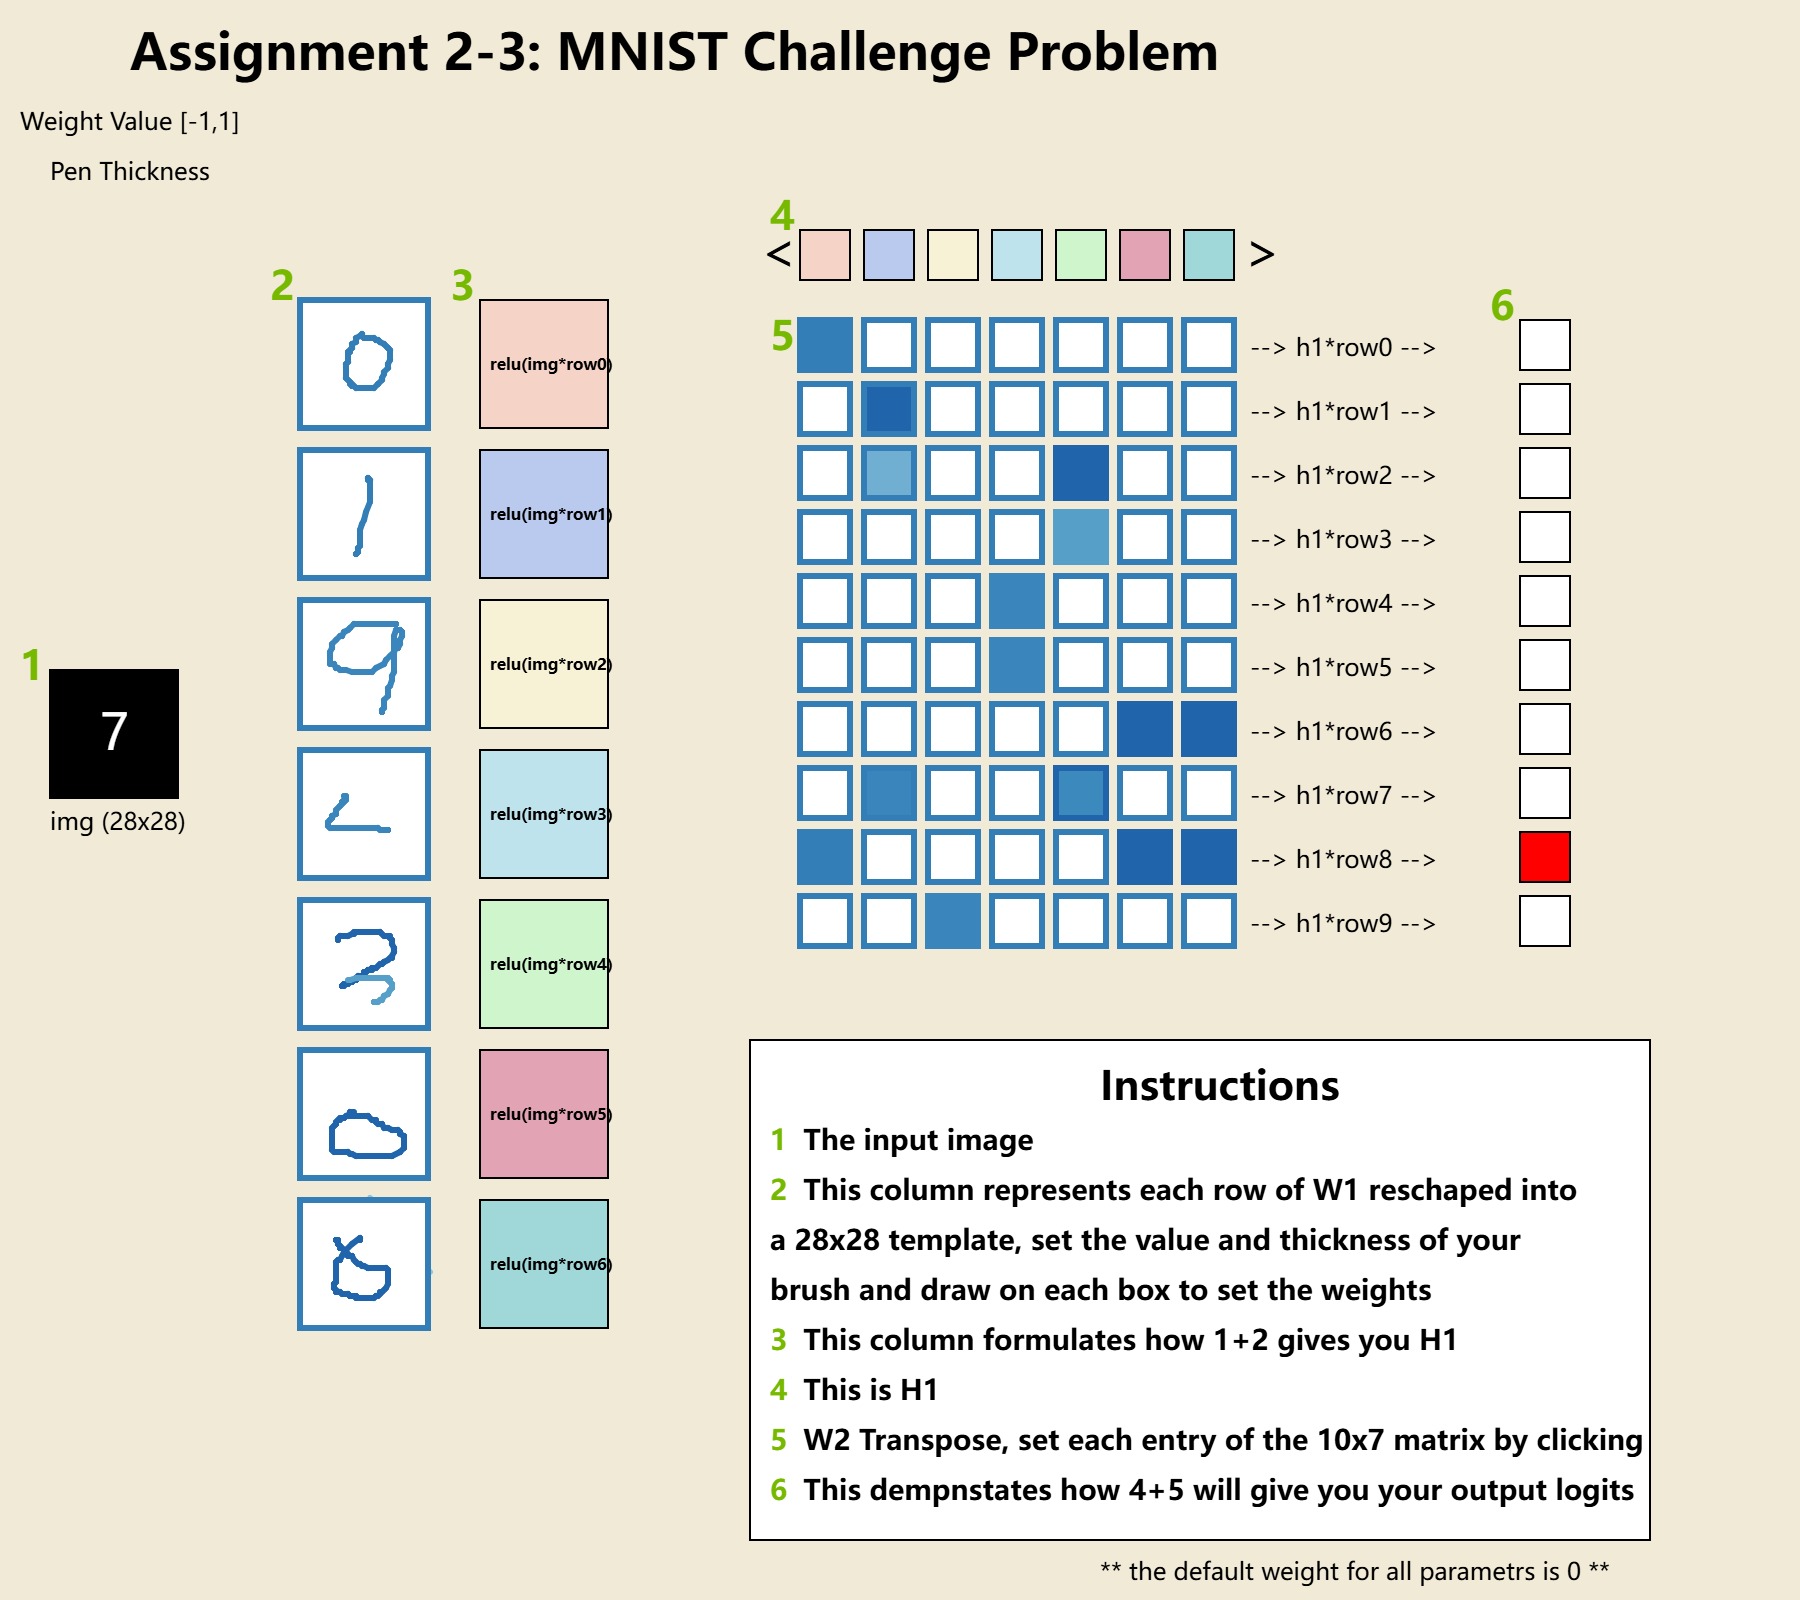 Assignment 2-3: MNIST Challenge Problem
Weight Value [-1,1]
Pen Thickness
1
7
img (28x28)
2
0
1
9
3
relu(img*row0)
relu(img*row1)
relu(img*row2)
relu(img*row3)
relu(img*row4)
relu(img*row5)
relu(img*row6)
4
< >
5
--> h1*row0 -->
--> h1*row1 -->
--> h1*row2 -->
--> h1*row3 -->
--> h1*row4 -->
--> h1*row5 -->
--> h1*row6 -->
--> h1*row7 -->
--> h1*row8 -->
--> h1*row9 -->
6
Instructions
1 The input image
2 This column represents each row of W1 reschaped into
a 28x28 template, set the value and thickness of your
brush and draw on each box to set the weights
3 This column formulates how 1+2 gives you H1
4 This is H1
5 W2 Transpose, set each entry of the 10x7 matrix by clicking
6 This dempnstates how 4+5 will give you your output logits
** the default weight for all parametrs is 0 **